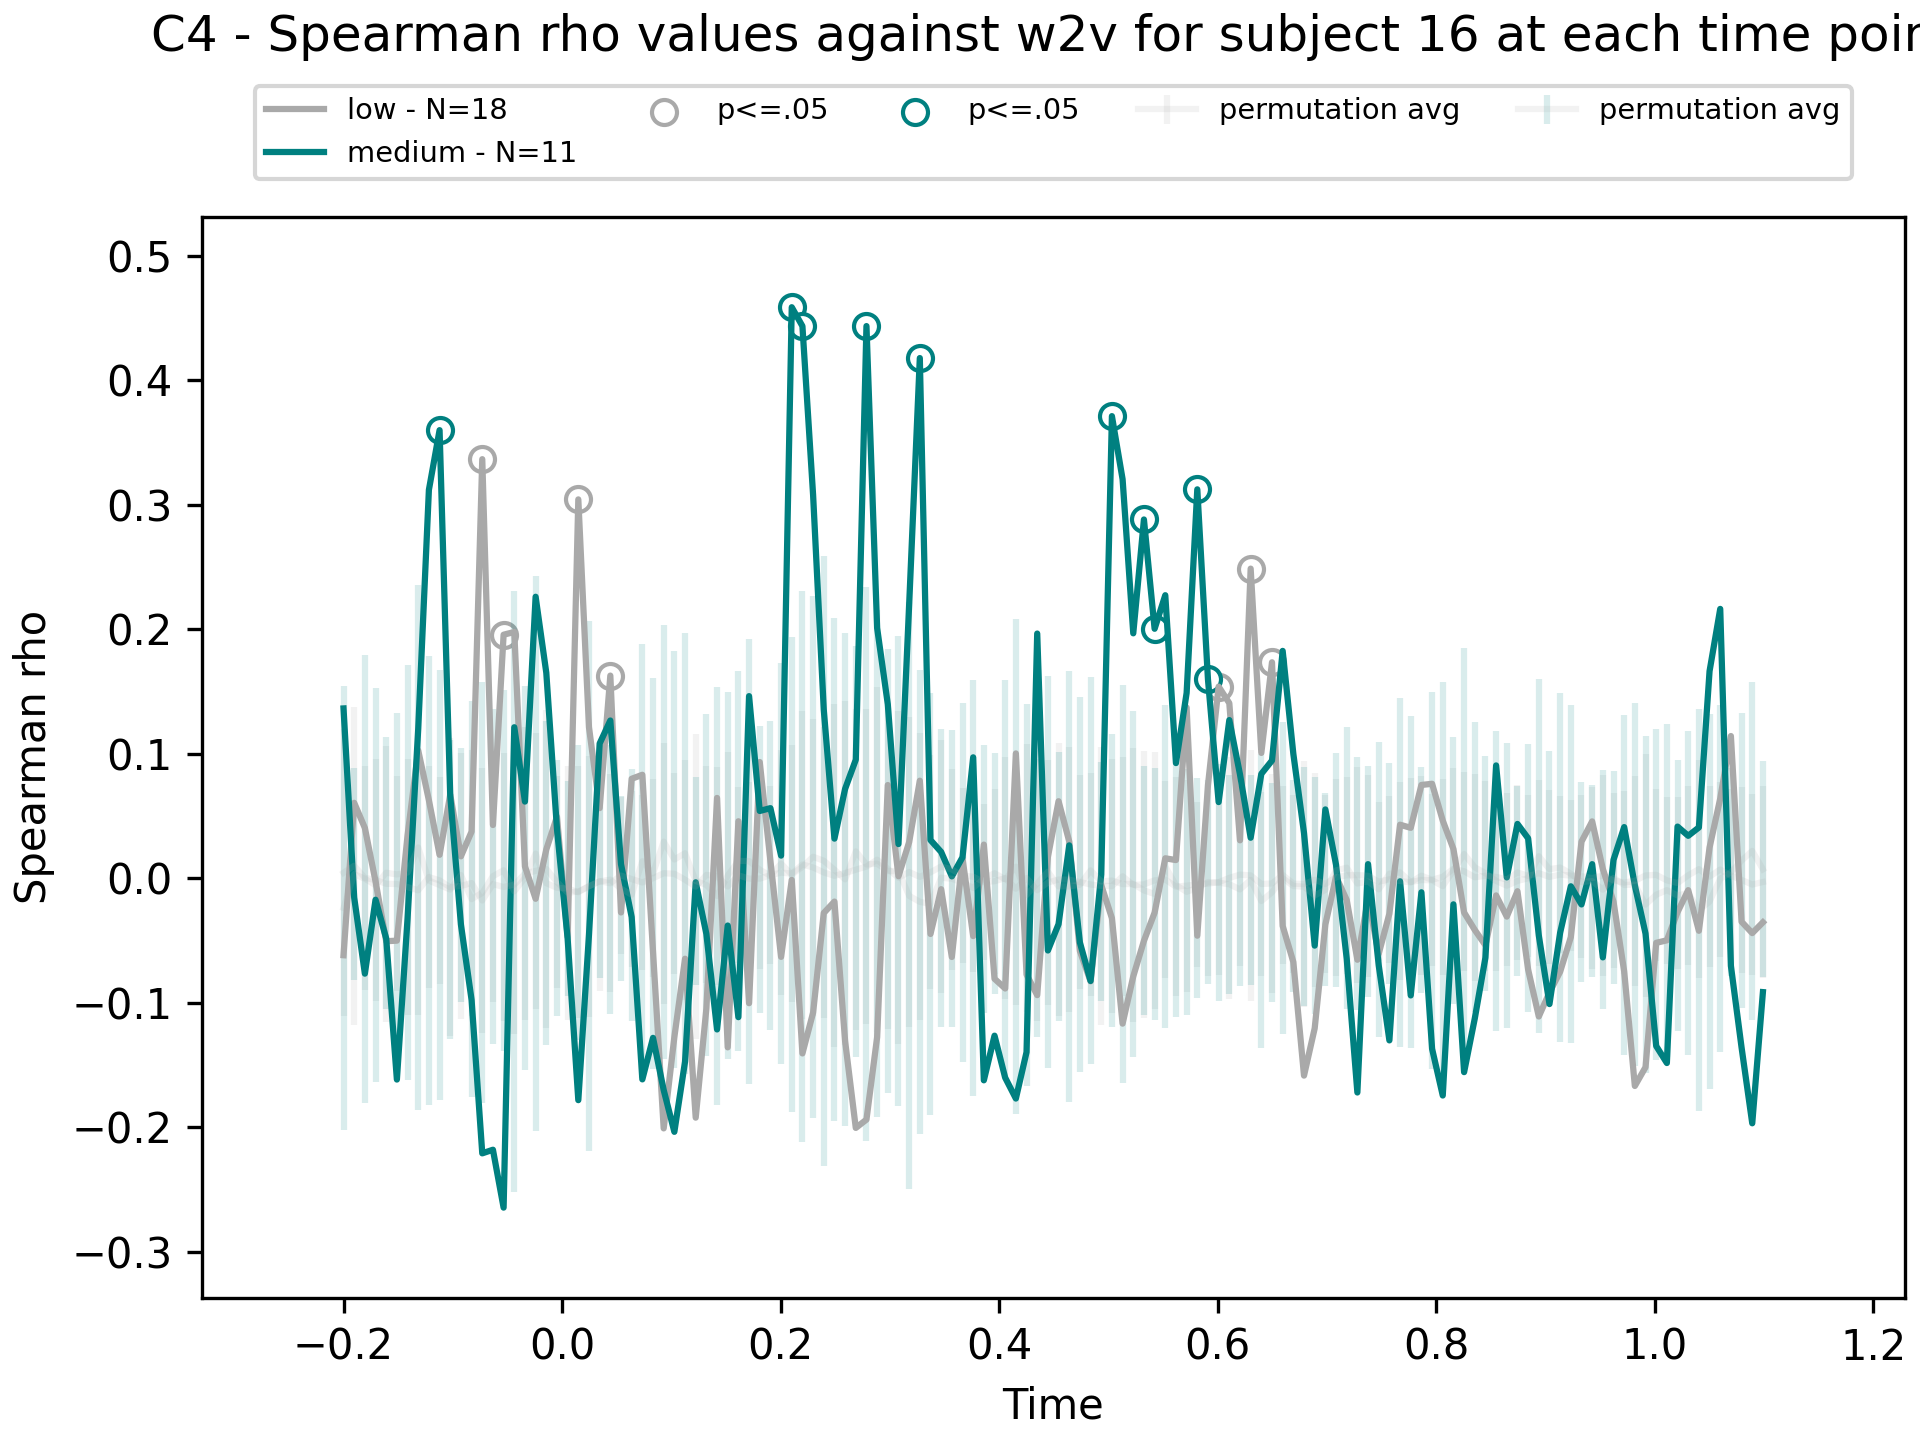 C4 - Spearman rho values against w2v for subject 16 at each time poin
low - N=18
medium - N=11
p<=.05
p<=.05
permutation avg
permutation avg
0.5
0.4
0.3
0.2
0.1
0.0
−0.1
−0.2
−0.3
Spearman rho
−0.2 0.0 0.2 0.4 0.6 0.8 1.0 1.2
Time